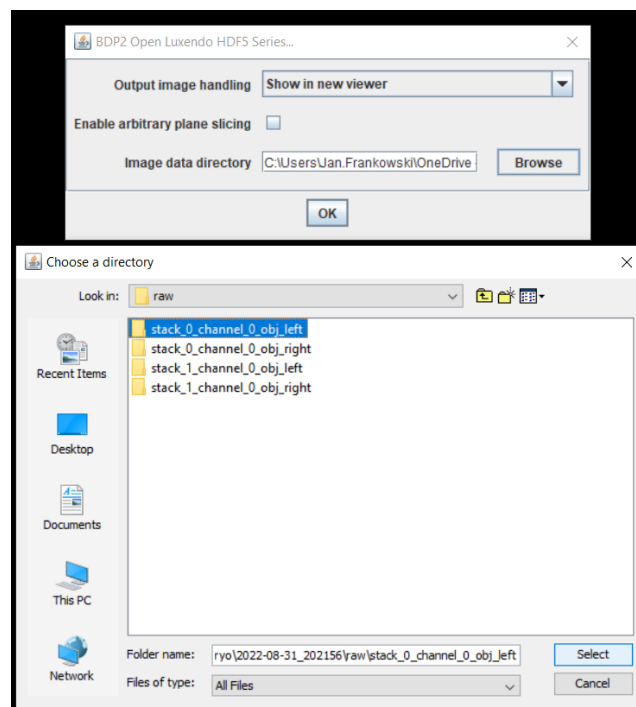 BDP2 Open Luxendo HDF5 Series...
Output image handling Show in new viewer
Enable arbitrary plane slicing
Image data directory C:\Users\Jan.Frankowski\OneDrive - Browse
OK
Choose a directory
Look in: raw
stack_0_channel_0_obj_left
stack_0_channel_0_obj_right
stack_1_channel_0_obj_left
stack_1_channel_0_obj_right
Recent Items
Desktop
Documents
This PC
Network
Folder name: ryo\2022-08-31_202156\raw\stack_0_channel_0_obj_left Select
Files of type: All Files Cancel